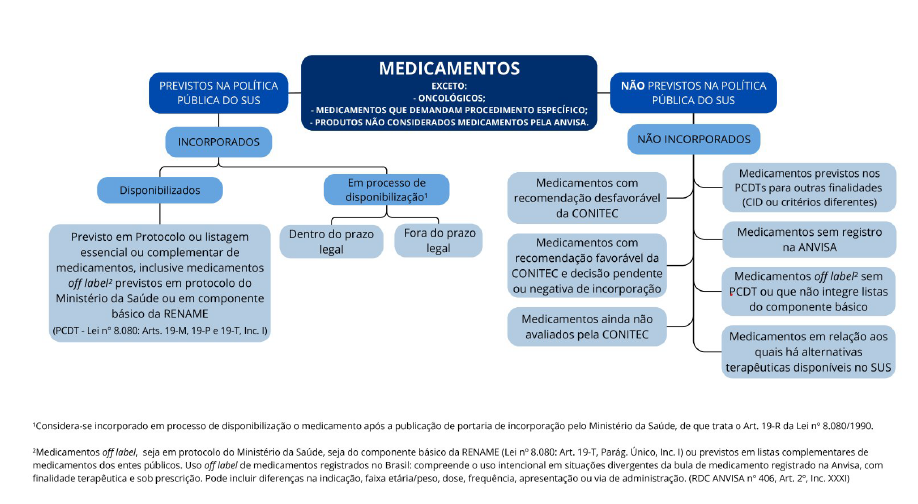 MEDICAMENTOS
EXCETO:
- ONCOLÓGICOS;
- MEDICAMENTOS QUE DEMANDAM PROCEDIMENTO ESPECÍFICO;
- PRODUTOS NÃO CONSIDERADOS MEDICAMENTOS PELA ANVISA.
PREVISTOS NA POLÍTICA
PÚBLICA DO SUS
INCORPORADOS
Disponibilizados
Previsto em Protocolo ou listagem
essencial ou complementar de
medicamentos, inclusive medicamentos
off label² previstos em protocolo do
Ministério da Saúde ou em componente
básico da RENAME
(PCDT - Lei nº 8.080: Arts. 19-M, 19-P e 19-T, Inc. I)
Em processo de
disponibilização¹
Dentro do prazo
legal
Fora do prazo
legal
NÃO PREVISTOS NA POLÍTICA
PÚBLICA DO SUS
NÃO INCORPORADOS
Medicamentos com
recomendação desfavorável
da CONITEC
Medicamentos com
recomendação favorável da
CONITEC e decisão pendente
ou negativa de incorporação
Medicamentos ainda não
avaliados pela CONITEC
Medicamentos previstos nos
PCDTs para outras finalidades
(CID ou critérios diferentes)
Medicamentos sem registro
na ANVISA
Medicamentos off label² sem
PCDT ou que não integre listas
do componente básico
Medicamentos em relação aos
quais há alternativas
terapêuticas disponíveis no SUS
¹Considera-se incorporado em processo de disponibilização o medicamento após a publicação de portaria de incorporação pelo Ministério da Saúde, de que trata o Art. 19-R da Lei nº 8.080/1990.
²Medicamentos off label, seja em protocolo do Ministério da Saúde, seja do componente básico da RENAME (Lei nº 8.080: Art. 19-T, Parág. Único, Inc. I) ou previstos em listas complementares de
medicamentos dos entes públicos. Uso off label de medicamentos registrados no Brasil: compreende o uso intencional em situações divergentes da bula de medicamento registrado na Anvisa, com
finalidade terapêutica e sob prescrição. Pode incluir diferenças na indicação, faixa etária/peso, dose, frequência, apresentação ou via de administração. (RDC ANVISA nº 406, Art. 2º, Inc. XXXI)